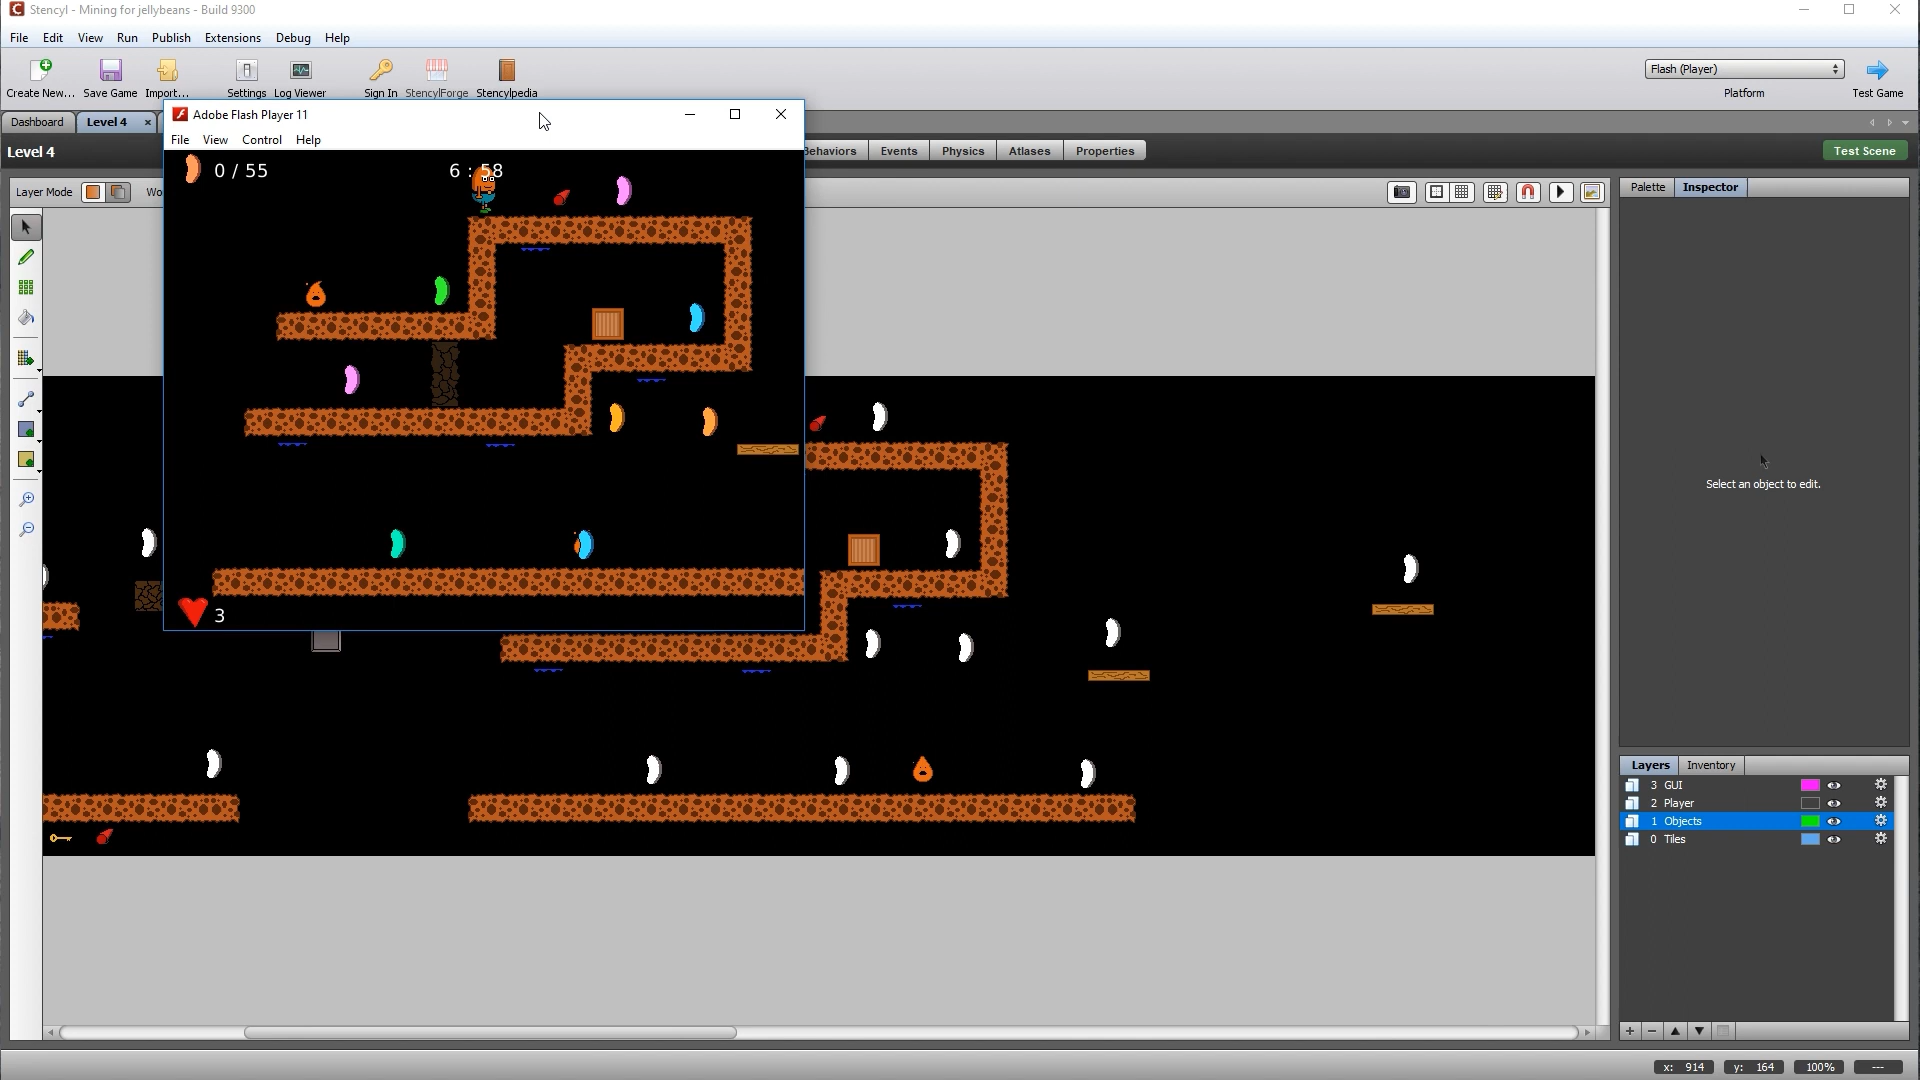 Stencyl - Mining for jellybeans - Build 9300
File Edit View Run Publish Extensions Debug Help
Create New... Save Game Import... Settings Log Viewer Sign In StencylForge Stencylpedia
Flash (Player)
Platform Test Game
Dashboard Level 4
Adobe Flash Player 11
File View Control Help
Level 4
Behaviors Events Physics Atlases Properties
Test Scene
Layer Mode Wo
0 / 55 6 : 58
Palette Inspector
Select an object to edit.
3
Layers Inventory
3 GUI
2 Player
1 Objects
0 Tiles
x: 914 y: 164 100% ---